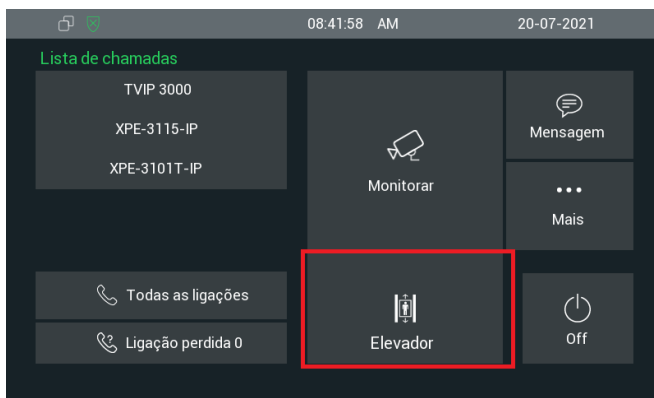 08:41:58 AM 20-07-2021
Lista de chamadas
TVIP 3000
XPE-3115-IP
XPE-3101T-IP
Monitorar
Mensagem
Mais
Todas as ligações
Ligação perdida 0
Elevador
Off